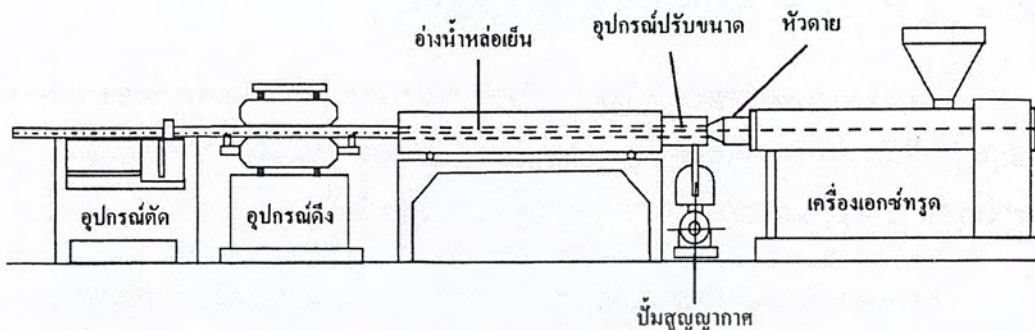 อ่างน้ำหล่อเย็น
อุปกรณ์ปรับขนาด
หัวดาย
อุปกรณ์ตัด
อุปกรณ์ดึง
เครื่องเอกซ์ทรูด
ปั้มสูญญากาศ